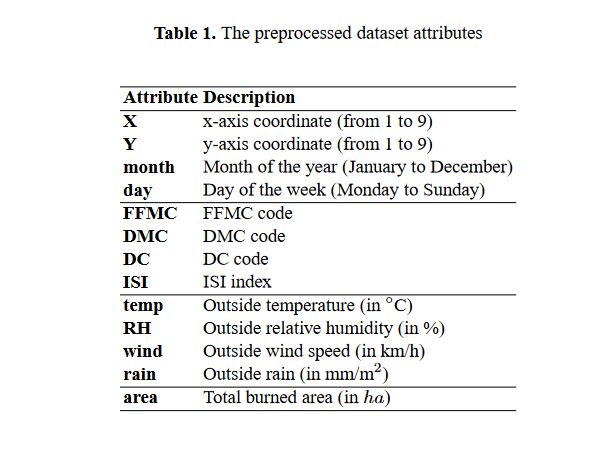 Table 1. The preprocessed dataset attributes
Attribute Description
X x-axis coordinate (from 1 to 9)
Y y-axis coordinate (from 1 to 9)
month Month of the year (January to December)
day Day of the week (Monday to Sunday)
FFMC FFMC code
DMC DMC code
DC DC code
ISI ISI index
temp Outside temperature (in °C)
RH Outside relative humidity (in %)
wind Outside wind speed (in km/h)
rain Outside rain (in mm/m²)
area Total burned area (in ha)